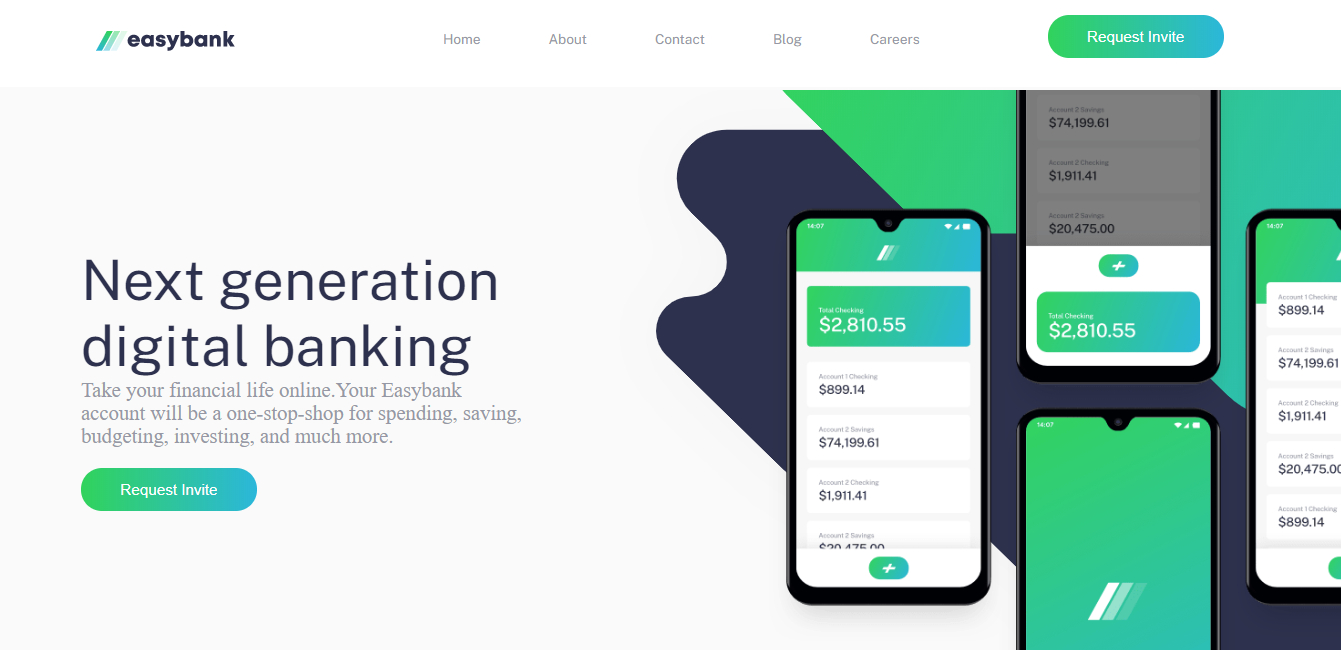 easybank
Home
About
Contact
Blog
Careers
Request Invite
Next generation
digital banking
Take your financial life online.Your Easybank
account will be a one-stop-shop for spending, saving,
budgeting, investing, and much more.
Request Invite
14:07
Total Checking
$2,810.55
Account 1 Checking
$899.14
Account 2 Savings
$74,199.61
Account 2 Checking
$1,911.41
Account 2 Savings
$20,475.00
Account 2 Savings
$74,199.61
Account 2 Checking
$1,911.41
Account 2 Savings
$20,475.00
Total Checking
$2,810.55
14:07
14:07
Account 1 Checking
$899.14
Account 2 Savings
$74,199.61
Account 2 Checking
$1,911.41
Account 2 Savings
$20,475.00
Account 1 Checking
$899.14